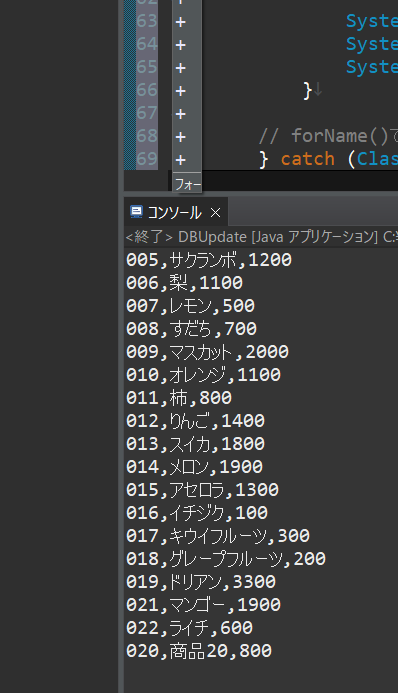 63 + Syste
64 + Syste
65 + Syste
66 + }↓
67 +
68 + // forName()で
69 + } catch (Clas
フォー
コンソール ×
<終了> DBUpdate [Java アプリケーション] C:
005,サクランボ,1200
006,梨,1100
007,レモン,500
008,すだち,700
009,マスカット,2000
010,オレンジ,1100
011,柿,800
012,りんご,1400
013,スイカ,1800
014,メロン,1900
015,アセロラ,1300
016,イチジク,100
017,キウイフルーツ,300
018,グレープフルーツ,200
019,ドリアン,3300
021,マンゴー,1900
022,ライチ,600
020,商品20,800